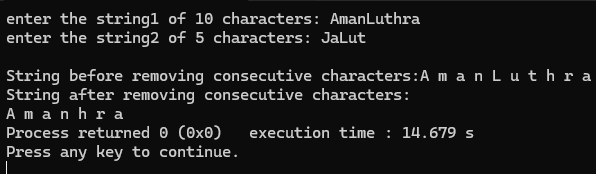 enter the string1 of 10 characters: AmanLuthra
enter the string2 of 5 characters: JaLut
String before removing consecutive characters:A m a n L u t h r a
String after removing consecutive characters:
A m a n h r a
Process returned 0 (0x0)   execution time : 14.679 s
Press any key to continue.